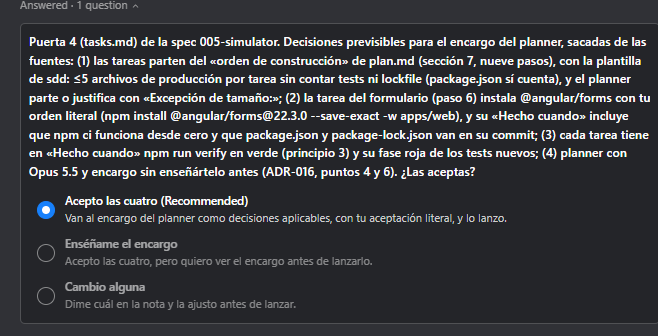 Answered · 1 question
Puerta 4 (tasks.md) de la spec 005-simulator. Decisiones previsibles para el encargo del planner, sacadas de las
fuentes: (1) las tareas parten del «orden de construcción» de plan.md (sección 7, nueve pasos), con la plantilla
de sdd: ≤5 archivos de producción por tarea sin contar tests ni lockfile (package.json sí cuenta), y el planner
parte o justifica con «Excepción de tamaño:»; (2) la tarea del formulario (paso 6) instala @angular/forms con tu
orden literal (npm install @angular/forms@22.3.0 --save-exact -w apps/web), y su «Hecho cuando» incluye
que npm ci funciona desde cero y que package.json y package-lock.json van en su commit; (3) cada tarea tiene
en «Hecho cuando» npm run verify en verde (principio 3) y su fase roja de los tests nuevos; (4) planner con
Opus 5.5 y encargo sin enseñártelo antes (ADR-016, puntos 4 y 6). ¿Las aceptas?
Acepto las cuatro (Recommended)
Van al encargo del planner como decisiones aplicables, con tu aceptación literal, y lo lanzo.
Enséñame el encargo
Acepto las cuatro, pero quiero ver el encargo antes de lanzarlo.
Cambio alguna
Dime cuál en la nota y la ajusto antes de lanzar.